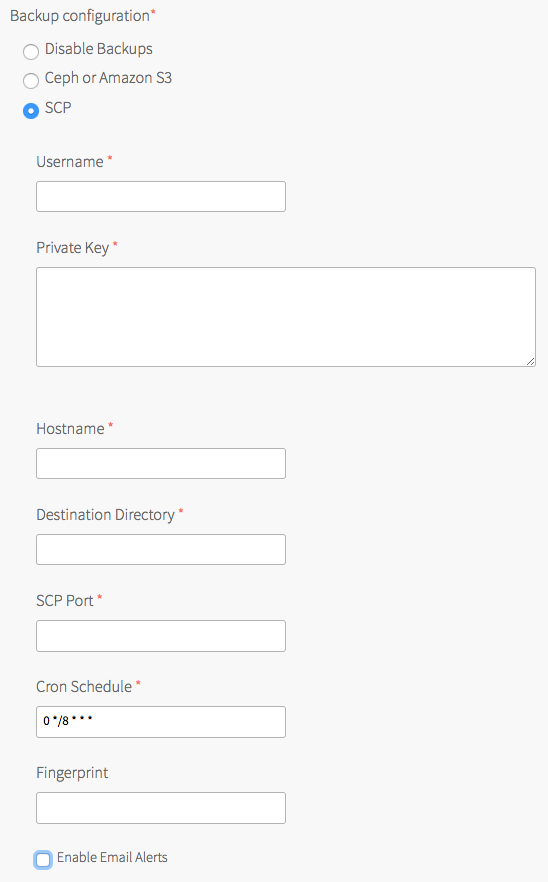 Backup configuration*
Disable Backups
Ceph or Amazon S3
SCP
Username *
Private Key *
Hostname *
Destination Directory *
SCP Port *
Cron Schedule *
0 */8 * * *
Fingerprint
Enable Email Alerts